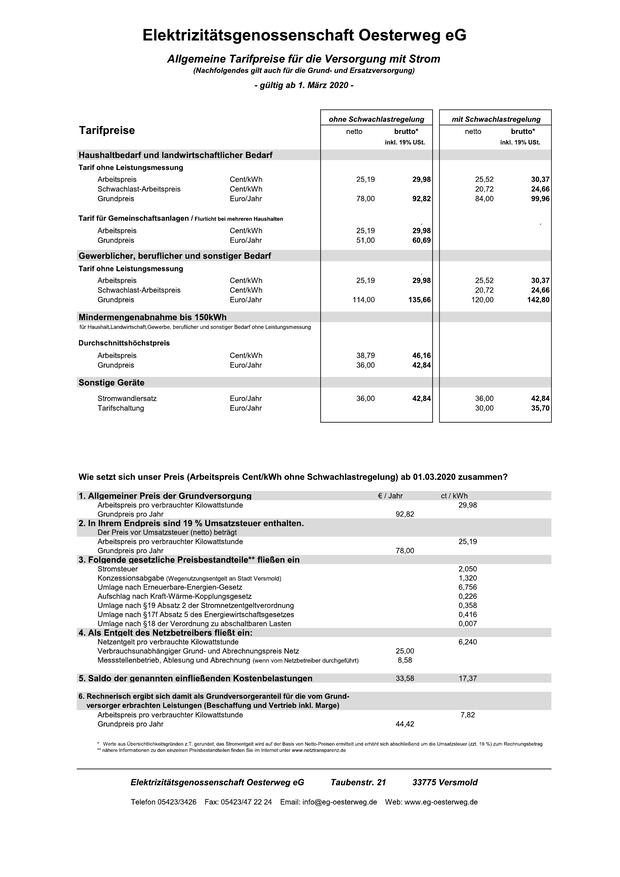 Elektrizitätsgenossenschaft Oesterweg eG
Allgemeine Tarifpreise für die Versorgung mit Strom
(Nachfolgendes gilt auch für die Grund- und Ersatzversorgung)
- gültig ab 1. März 2020 -
ohne Schwachlastregelung mit Schwachlastregelung
Tarifpreise netto brutto* netto brutto*
inkl. 19% USt. inkl. 19% USt.
Haushaltbedarf und landwirtschaftlicher Bedarf
Tarif ohne Leistungsmessung
Arbeitspreis Cent/kWh 25,19 29,98 25,52 30,37
Schwachlast-Arbeitspreis Cent/kWh 20,72 24,66
Grundpreis Euro/Jahr 78,00 92,82 84,00 99,96
Tarif für Gemeinschaftsanlagen / Flurlicht bei mehreren Haushalten
Arbeitspreis Cent/kWh 25,19 29,98
Grundpreis Euro/Jahr 51,00 60,69
Gewerblicher, beruflicher und sonstiger Bedarf
Tarif ohne Leistungsmessung
Arbeitspreis Cent/kWh 25,19 29,98 25,52 30,37
Schwachlast-Arbeitspreis Cent/kWh 20,72 24,66
Grundpreis Euro/Jahr 114,00 135,66 120,00 142,80
Mindermengenabnahme bis 150kWh
für Haushalt,Landwirtschaft,Gewerbe, beruflicher und sonstiger Bedarf ohne Leistungsmessung
Durchschnittshöchstpreis
Arbeitspreis Cent/kWh 38,79 46,16
Grundpreis Euro/Jahr 36,00 42,84
Sonstige Geräte
Stromwandlersatz Euro/Jahr 36,00 42,84 36,00 42,84
Tarifschaltung Euro/Jahr 30,00 35,70
Wie setzt sich unser Preis (Arbeitspreis Cent/kWh ohne Schwachlastregelung) ab 01.03.2020 zusammen?
1. Allgemeiner Preis der Grundversorgung € / Jahr ct / kWh
Arbeitspreis pro verbrauchter Kilowattstunde 29,98
Grundpreis pro Jahr 92,82
2. In Ihrem Endpreis sind 19 % Umsatzsteuer enthalten.
Der Preis vor Umsatzsteuer (netto) beträgt
Arbeitspreis pro verbrauchter Kilowattstunde 25,19
Grundpreis pro Jahr 78,00
3. Folgende gesetzliche Preisbestandteile** fließen ein
Stromsteuer 2,050
Konzessionsabgabe (Wegenutzungsentgelt an Stadt Versmold) 1,320
Umlage nach Erneuerbare-Energien-Gesetz 6,756
Aufschlag nach Kraft-Wärme-Kopplungsgesetz 0,226
Umlage nach §19 Absatz 2 der Stromnetzentgeltverordnung 0,358
Umlage nach §17f Absatz 5 des Energiewirtschaftsgesetzes 0,416
Umlage nach §18 der Verordnung zu abschaltbaren Lasten 0,007
4. Als Entgelt des Netzbetreibers fließt ein:
Netzentgelt pro verbrauchte Kilowattstunde 6,240
Verbrauchsunabhängiger Grund- und Abrechnungspreis Netz 25,00
Messstellenbetrieb, Ablesung und Abrechnung (wenn vom Netzbetreiber durchgeführt) 8,58
5. Saldo der genannten einfließenden Kostenbelastungen 33,58 17,37
6. Rechnerisch ergibt sich damit als Grundversorgeranteil für die vom Grund-
versorger erbrachten Leistungen (Beschaffung und Vertrieb inkl. Marge)
Arbeitspreis pro verbrauchter Kilowattstunde 7,82
Grundpreis pro Jahr 44,42
* Werte aus Übersichtlichkeitsgründen z.T. gerundet; das Stromentgelt wird auf der Basis von Netto-Preisen ermittelt und erhöht sich abschließend um die Umsatzsteuer (zzt. 19 %) zum Rechnungsbetrag
** nähere Informationen zu den einzelnen Preisbestandteilen finden Sie im Internet unter www.netztransparenz.de
Elektrizitätsgenossenschaft Oesterweg eG Taubenstr. 21 33775 Versmold
Telefon 05423/3426 Fax: 05423/47 22 24 Email: info@eg-oesterweg.de Web: www.eg-oesterweg.de